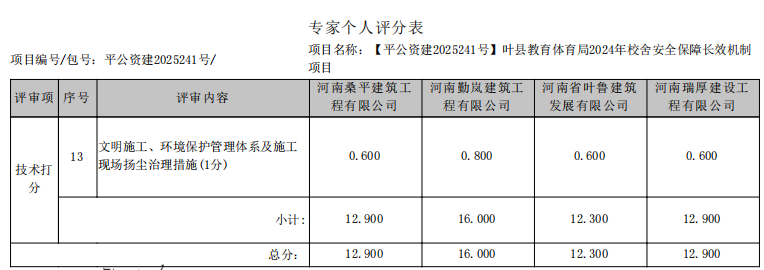 专家个人评分表
项目编号/包号：平公资建2025241号/
项目名称：【平公资建2025241号】叶县教育体育局2024年校舍安全保障长效机制
项目
评审项 序号 评审内容 河南桑平建筑工程有限公司 河南勤岚建筑工程有限公司 河南省叶鲁建筑发展有限公司 河南瑞厚建设工程有限公司
技术打分 13 文明施工、环境保护管理体系及施工现场扬尘治理措施(1分) 0.600 0.800 0.600 0.600
小计: 12.900 16.000 12.300 12.900
总分: 12.900 16.000 12.300 12.900